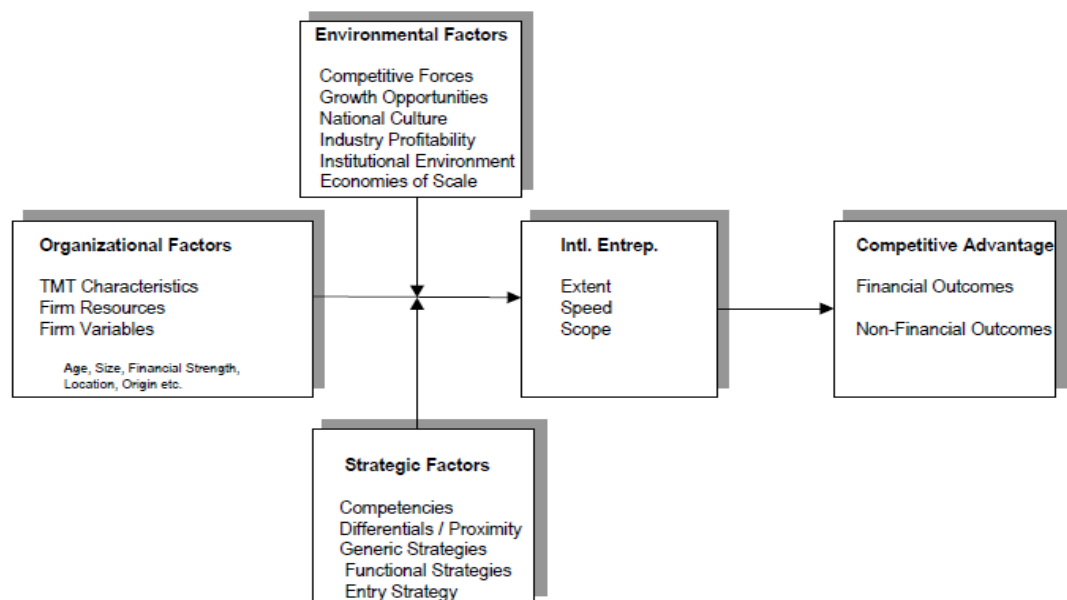 Environmental Factors
Competitive Forces
Growth Opportunities
National Culture
Industry Profitability
Institutional Environment
Economies of Scale
Organizational Factors
TMT Characteristics
Firm Resources
Firm Variables
Age, Size, Financial Strength,
Location, Origin etc.
Intl. Entrep.
Extent
Speed
Scope
Competitive Advantage
Financial Outcomes
Non-Financial Outcomes
Strategic Factors
Competencies
Differentials / Proximity
Generic Strategies
Functional Strategies
Entry Strategy